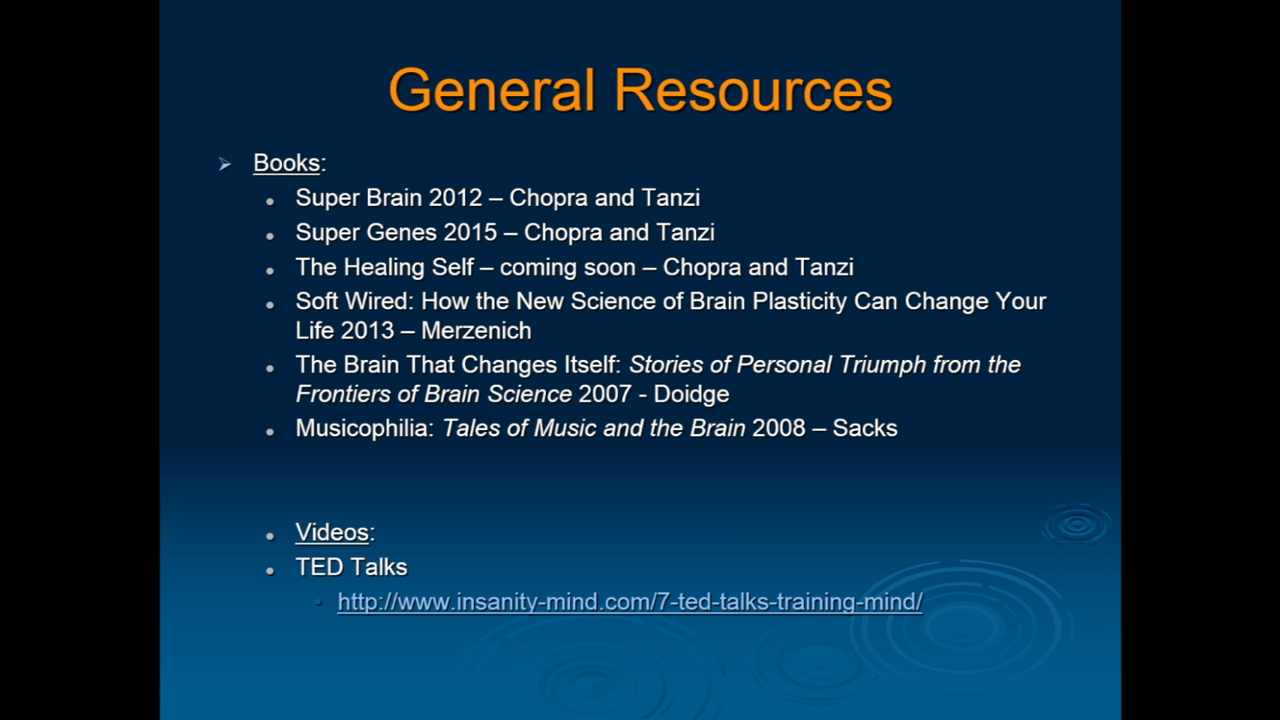 General Resources
Books:
Super Brain 2012 – Chopra and Tanzi
Super Genes 2015 – Chopra and Tanzi
The Healing Self – coming soon – Chopra and Tanzi
Soft Wired: How the New Science of Brain Plasticity Can Change Your
Life 2013 – Merzenich
The Brain That Changes Itself: Stories of Personal Triumph from the
Frontiers of Brain Science 2007 - Doidge
Musicophilia: Tales of Music and the Brain 2008 – Sacks
Videos:
TED Talks
http://www.insanity-mind.com/7-ted-talks-training-mind/